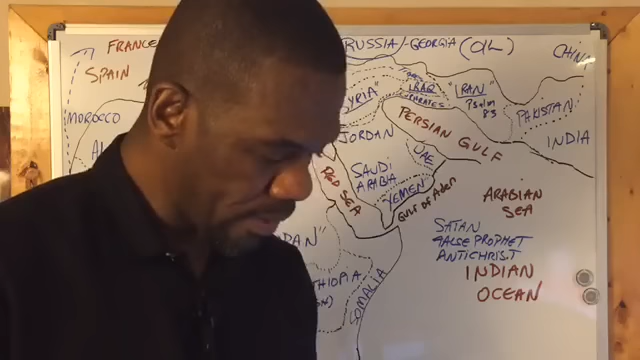 FRANCE
RUSSIA/-GEORGIA (OIL)
CHINA
SPAIN
IRAQ
"IRAN"
Psalm
83
PAKISTAN
MOROCCO
JORDAN
PERSIAN GULF
INDIA
UAE
SAUDI
ARABIA
RED SEA
"YEMEN"
Gulf of Aden
ARABIAN
SEA
SATAN
FALSE PROPHET
ANTICHRIST
INDIAN
OCEAN
SOMALIA